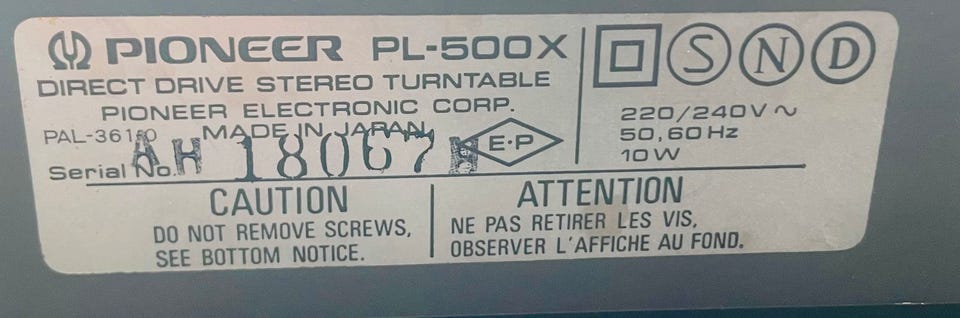 PIONEER PL-500X
DIRECT DRIVE STEREO TURNTABLE
PIONEER ELECTRONIC CORP.
MADE IN JAPAN
Serial No. AH 18067 H
E·P
S N D
220/240V ~
50,60 Hz
10W
CAUTION
DO NOT REMOVE SCREWS,
SEE BOTTOM NOTICE.
ATTENTION
NE PAS RETIRER LES VIS,
OBSERVER L'AFFICHE AU FOND.